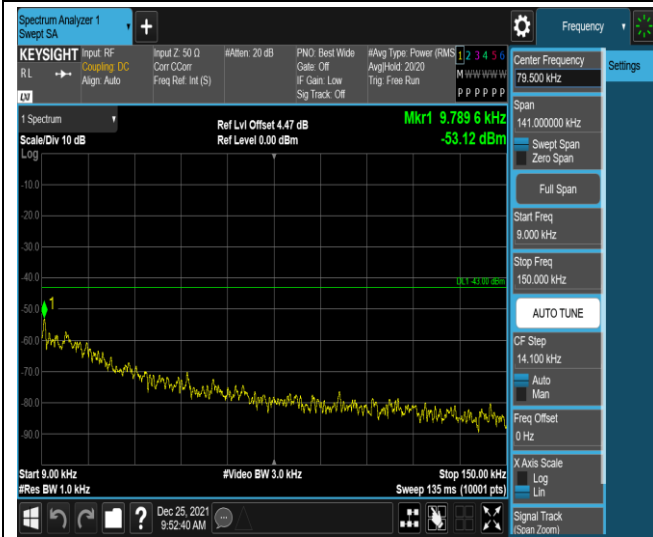 Spectrum Analyzer 1
Swept SA
Frequency
KEYSIGHT
RL
LXI
Input: RF
Coupling: DC
Align: Auto
Input Z: 50 Ω
Corr CCorr
Freq Ref: Int (S)
#Atten: 20 dB
PNO: Best Wide
Gate: Off
IF Gain: Low
Sig Track: Off
#Avg Type: Power (RMS
Avg|Hold: 20/20
Trig: Free Run
1 2 3 4 5 6
M W W W W W
P P P P P P
1 Spectrum
Scale/Div 10 dB
Log
Ref Lvl Offset 4.47 dB
Ref Level 0.00 dBm
Mkr1 9.789 6 kHz
-53.12 dBm
-10.0
-20.0
-30.0
-40.0
DL1 -43.00 dBm
1
-50.0
-60.0
-70.0
-80.0
-90.0
Start 9.00 kHz
#Res BW 1.0 kHz
#Video BW 3.0 kHz
Stop 150.00 kHz
Sweep 135 ms (10001 pts)
?
Dec 25, 2021
9:52:40 AM
Center Frequency
79.500 kHz
Settings
Span
141.000000 kHz
Swept Span
Zero Span
Full Span
Start Freq
9.000 kHz
Stop Freq
150.000 kHz
AUTO TUNE
CF Step
14.100 kHz
Auto
Man
Freq Offset
0 Hz
X Axis Scale
Log
Lin
Signal Track
(Span Zoom)